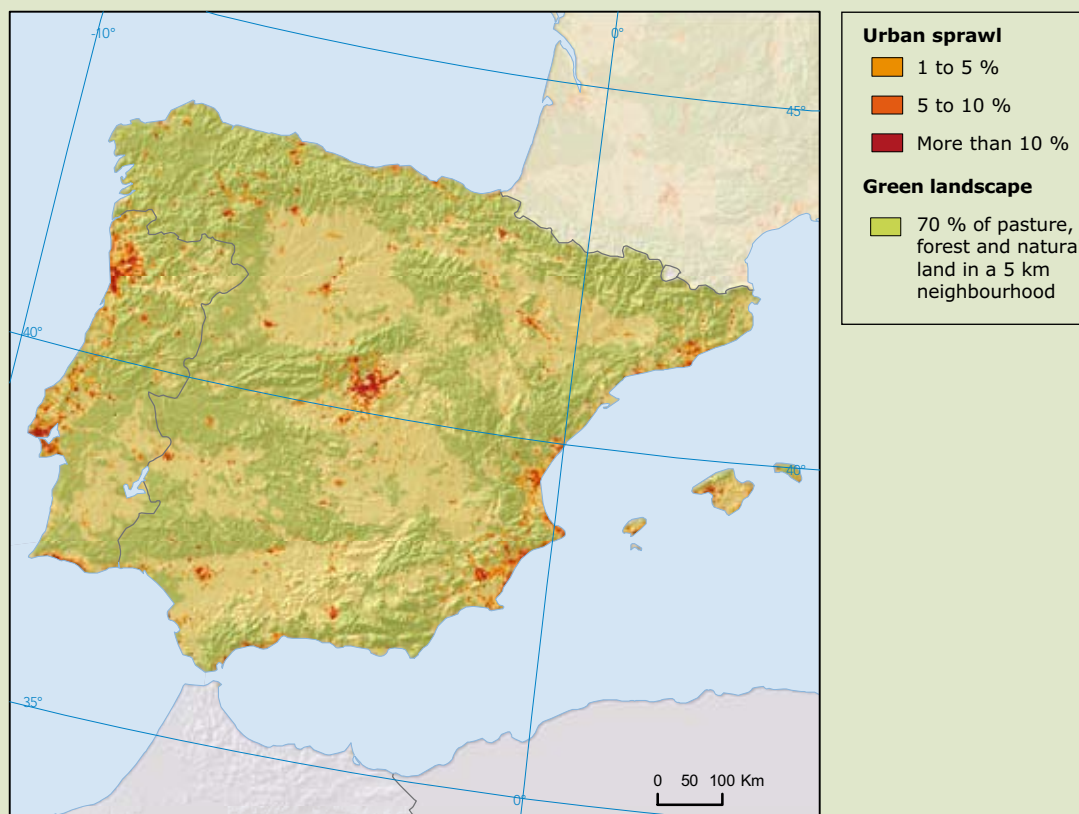 -10°
0°
45°
40°
40°
35°
0°
0 50 100 Km
Urban sprawl
1 to 5 %
5 to 10 %
More than 10 %
Green landscape
70 % of pasture,
forest and natura
land in a 5 km
neighbourhood